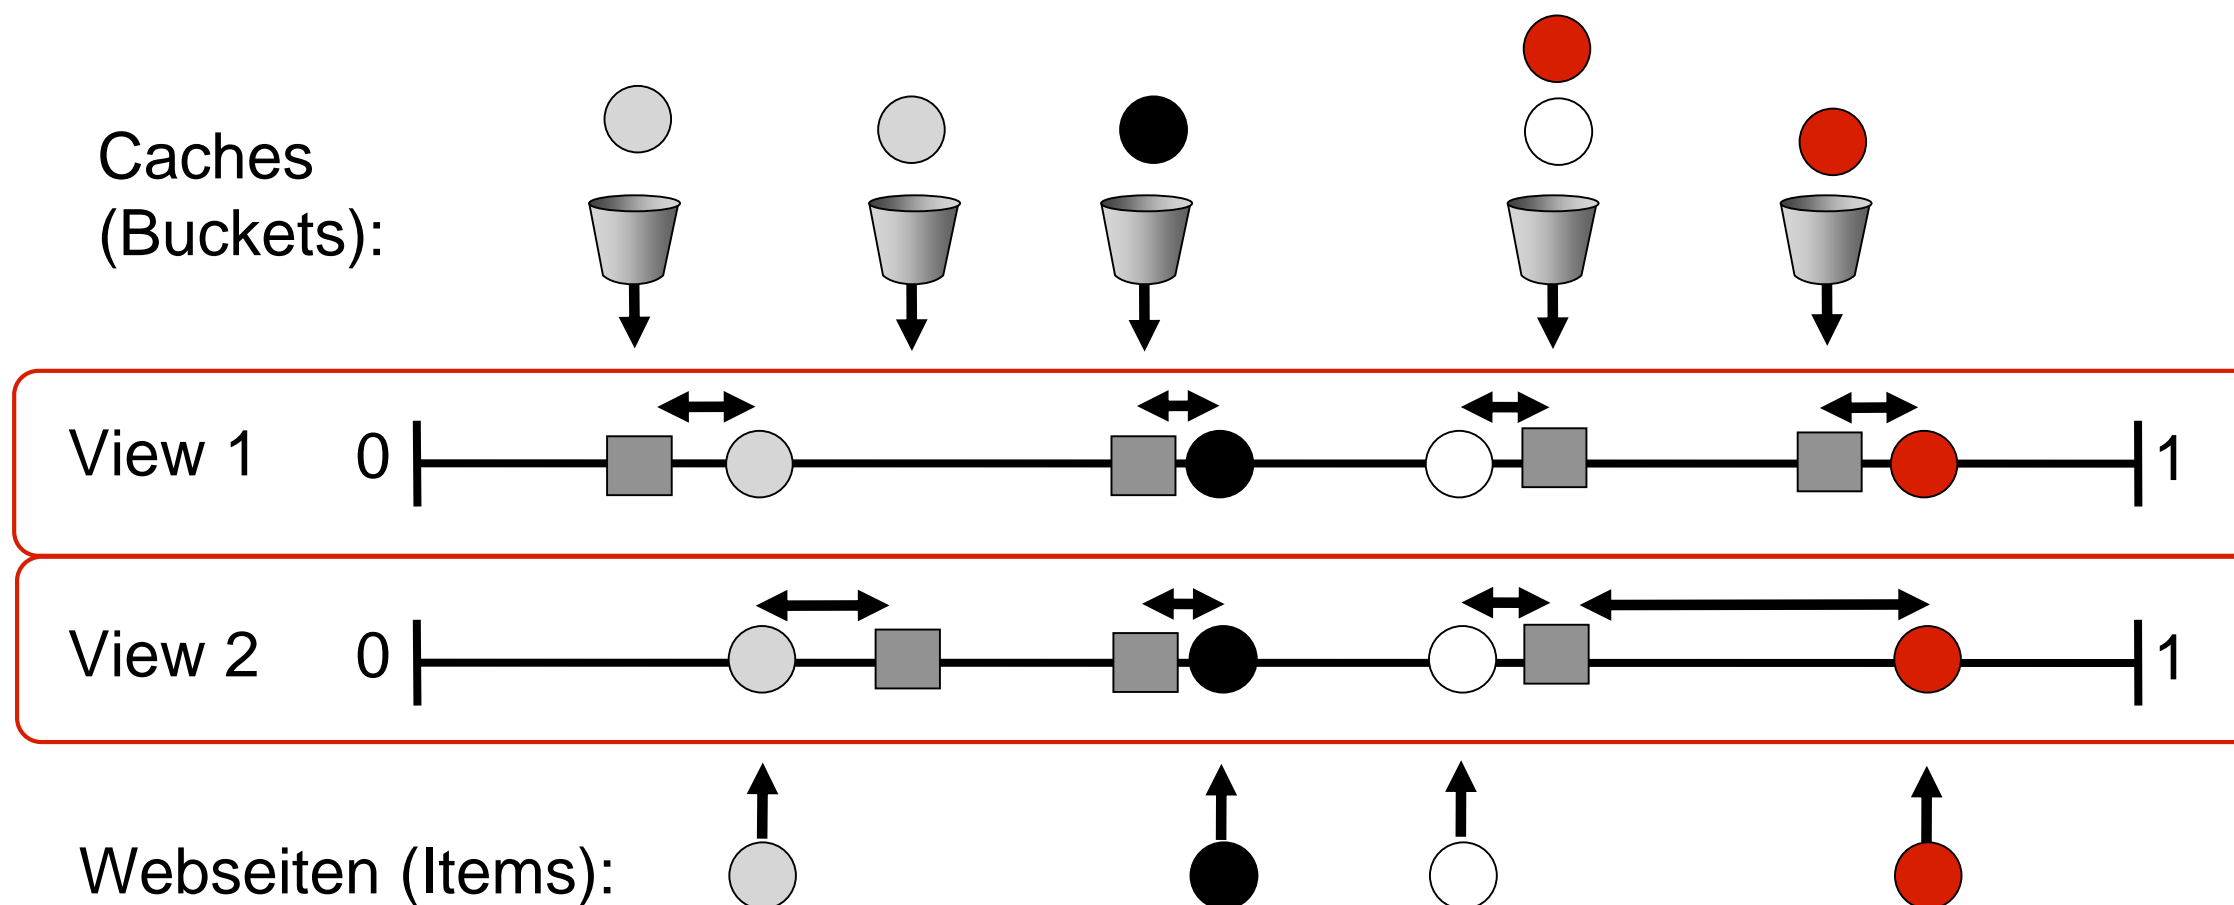 Caches
(Buckets):
View 1 0 1
View 2 0 1
Webseiten (Items):